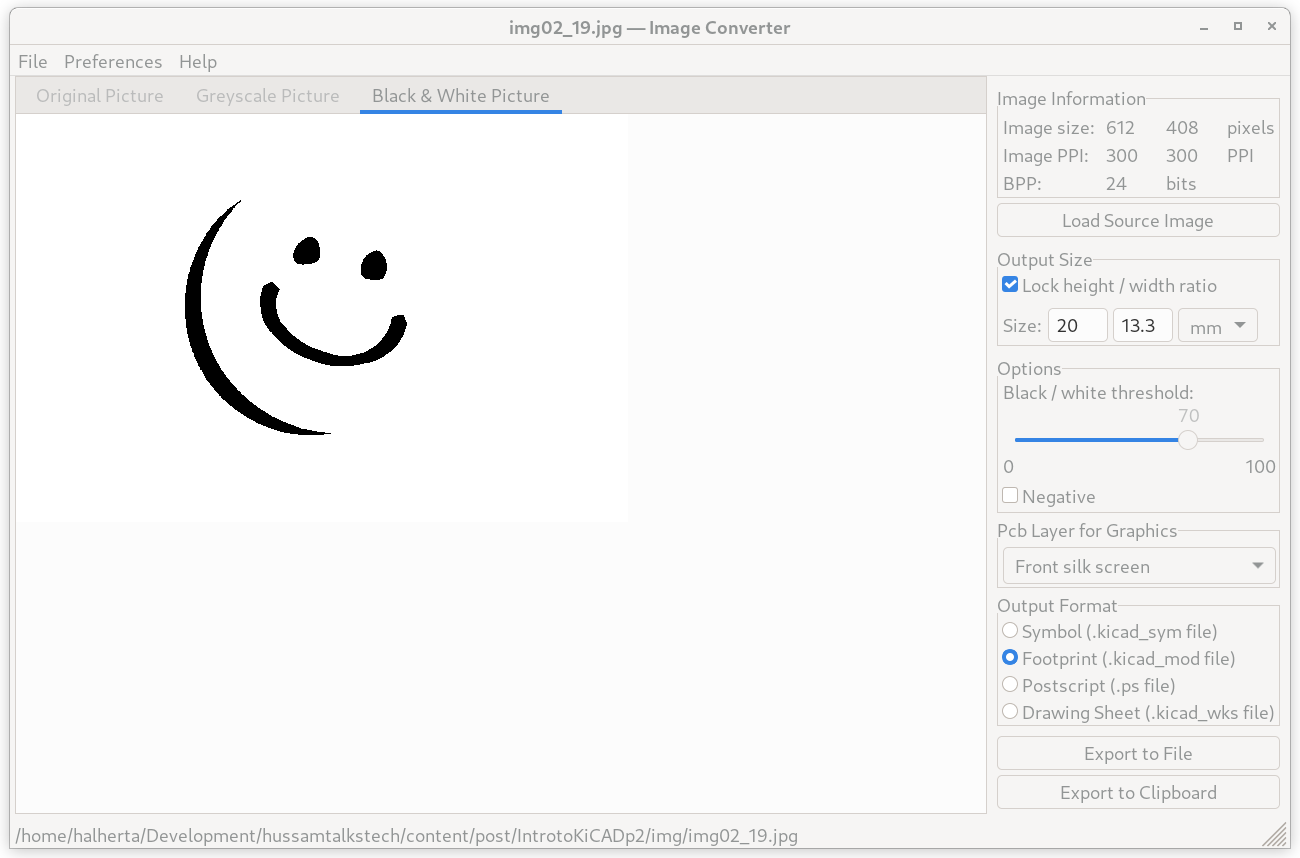 img02_19.jpg — Image Converter
File Preferences Help
Original Picture Greyscale Picture Black & White Picture
Image Information
Image size: 612 408 pixels
Image PPI: 300 300 PPI
BPP: 24 bits
Load Source Image
Output Size
Lock height / width ratio
Size: 20 13.3 mm
Options
Black / white threshold:
70
0 100
Negative
Pcb Layer for Graphics
Front silk screen
Output Format
Symbol (.kicad_sym file)
Footprint (.kicad_mod file)
Postscript (.ps file)
Drawing Sheet (.kicad_wks file)
Export to File
Export to Clipboard
/home/halherta/Development/hussamtalkstech/content/post/IntrotoKiCADp2/img/img02_19.jpg